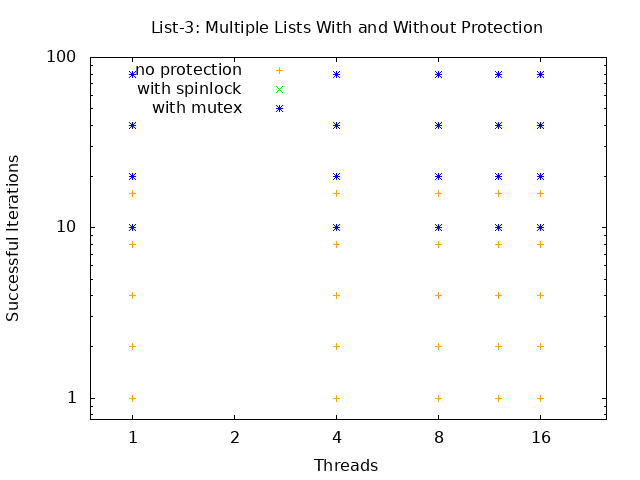 List-3: Multiple Lists With and Without Protection
100
no protection
with spinlock
with mutex
Successful Iterations
10
1
1 2 4 8 16
Threads